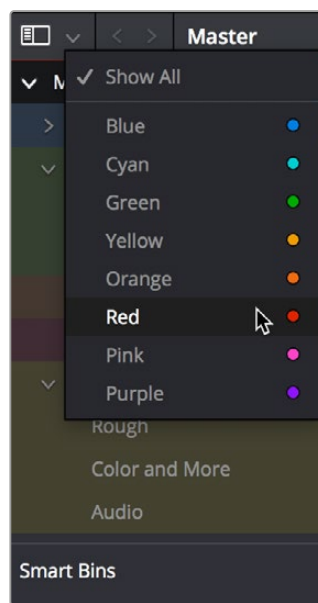 Master
M
Show All
Blue
Cyan
Green
Yellow
Orange
Red
Pink
Purple
Rough
Color and More
Audio
Smart Bins